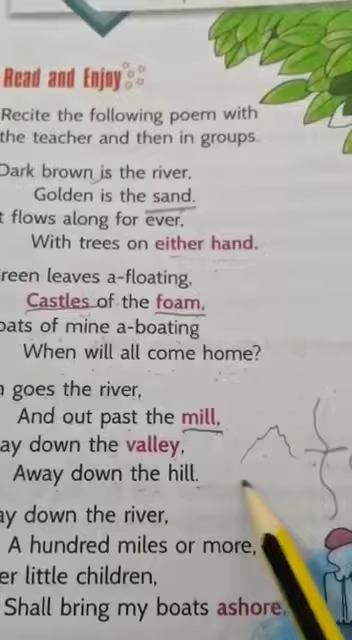 Read and Enjoy
Recite the following poem with
the teacher and then in groups.
Dark brown is the river,
Golden is the sand.
t flows along for ever,
With trees on either hand.
reen leaves a-floating,
Castles of the foam,
oats of mine a-boating
When will all come home?
n goes the river,
And out past the mill,
ay down the valley,
Away down the hill.
ay down the river,
A hundred miles or more,
er little children,
Shall bring my boats ashore.